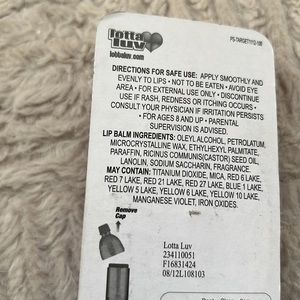 lotta
luv
lottaluv.com
PS-TARGET1112-10B
DIRECTIONS FOR SAFE USE: APPLY SMOOTHLY AND
EVENLY TO LIPS • NOT TO BE EATEN • AVOID EYE
AREA • FOR EXTERNAL USE ONLY • DISCONTINUE
USE IF RASH, REDNESS OR ITCHING OCCURS •
CONSULT YOUR PHYSICIAN IF IRRITATION PERSISTS
• FOR AGES 8 AND UP • PARENTAL
SUPERVISION IS ADVISED.
LIP BALM INGREDIENTS: OLEYL ALCOHOL, PETROLATUM,
MICROCRYSTALLINE WAX, ETHYLHEXYL PALMITATE,
PARAFFIN, RICINUS COMMUNIS(CASTOR) SEED OIL,
LANOLIN, SODIUM SACCHARIN, FRAGRANCE.
MAY CONTAIN: TITANIUM DIOXIDE, MICA, RED 6 LAKE,
RED 7 LAKE, RED 21 LAKE, RED 27 LAKE, BLUE 1 LAKE,
YELLOW 5 LAKE, YELLOW 6 LAKE, YELLOW 10 LAKE,
MANGANESE VIOLET, IRON OXIDES.
Remove
Cap
Lotta Luv
234110051
F16831424
08/12L108103